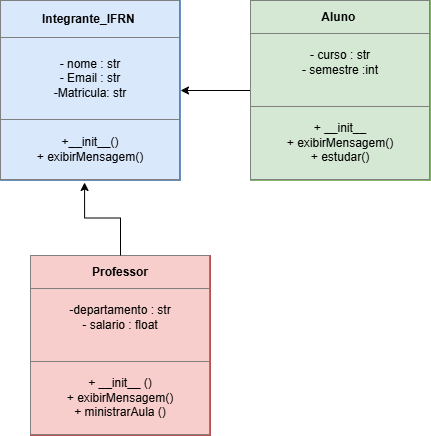 Integrante_IFRN
- nome : str
- Email : str
-Matricula: str
+__init__()
+ exibirMensagem()
Aluno
- curso : str
- semestre :int
+ __init__
+ exibirMensagem()
+ estudar()
Professor
-departamento : str
- salario : float
+ __init__ ()
+ exibirMensagem()
+ ministrarAula ()